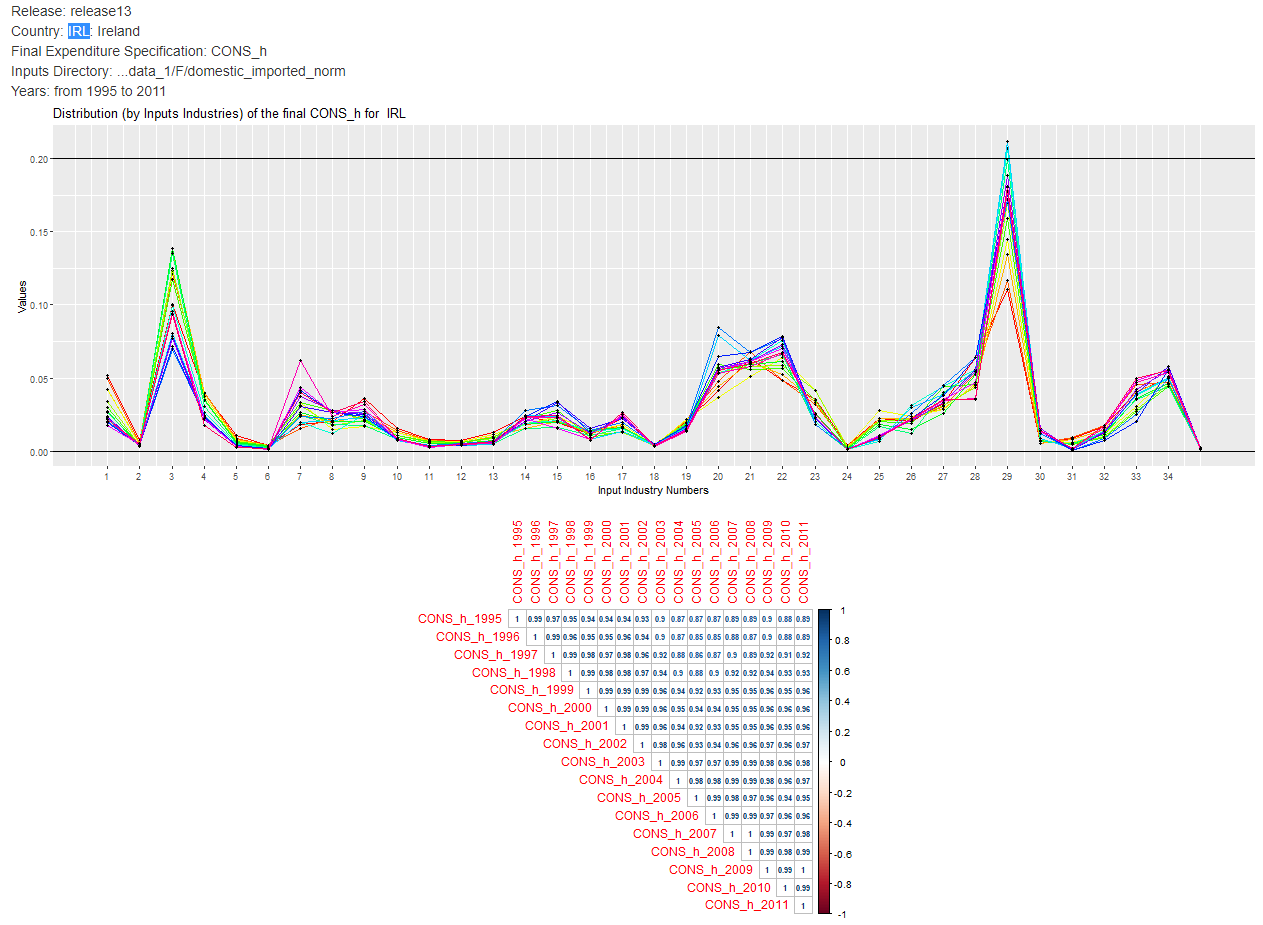 Release: release13
Country: IRL: Ireland
Final Expenditure Specification: CONS_h
Inputs Directory: ...data_1/F/domestic_imported_norm
Years: from 1995 to 2011
Distribution (by Inputs Industries) of the final CONS_h for IRL
Values
0.20
0.15
0.10
0.05
0.00
1 2 3 4 5 6 7 8 9 10 11 12 13 14 15 16 17 18 19 20 21 22 23 24 25 26 27 28 29 30 31 32 33 34
Input Industry Numbers
CONS_h_1995 CONS_h_1996 CONS_h_1997 CONS_h_1998 CONS_h_1999 CONS_h_2000 CONS_h_2001 CONS_h_2002 CONS_h_2003 CONS_h_2004 CONS_h_2005 CONS_h_2006 CONS_h_2007 CONS_h_2008 CONS_h_2009 CONS_h_2010 CONS_h_2011
CONS_h_1995 1 0.99 0.97 0.95 0.94 0.94 0.94 0.93 0.9 0.87 0.87 0.87 0.89 0.89 0.9 0.88 0.89
CONS_h_1996 1 0.99 0.96 0.95 0.95 0.96 0.94 0.9 0.87 0.85 0.85 0.88 0.87 0.9 0.88 0.89
CONS_h_1997 1 0.99 0.98 0.97 0.98 0.96 0.92 0.88 0.86 0.87 0.9 0.89 0.92 0.91 0.92
CONS_h_1998 1 0.99 0.98 0.98 0.97 0.94 0.9 0.88 0.9 0.92 0.92 0.94 0.93 0.93
CONS_h_1999 1 0.99 0.99 0.99 0.96 0.94 0.92 0.93 0.95 0.95 0.96 0.95 0.96
CONS_h_2000 1 0.99 0.99 0.96 0.95 0.94 0.94 0.95 0.95 0.96 0.96 0.96
CONS_h_2001 1 0.99 0.96 0.94 0.92 0.93 0.95 0.95 0.96 0.95 0.96
CONS_h_2002 1 0.98 0.96 0.93 0.94 0.96 0.96 0.97 0.96 0.97
CONS_h_2003 1 0.99 0.97 0.97 0.99 0.99 0.98 0.96 0.98
CONS_h_2004 1 0.98 0.98 0.99 0.99 0.98 0.96 0.97
CONS_h_2005 1 0.99 0.98 0.97 0.96 0.94 0.95
CONS_h_2006 1 0.99 0.99 0.97 0.96 0.96
CONS_h_2007 1 1 0.99 0.97 0.98
CONS_h_2008 1 0.99 0.98 0.99
CONS_h_2009 1 0.99 1
CONS_h_2010 1 0.99
CONS_h_2011 1
1
0.8
0.6
0.4
0.2
0
-0.2
-0.4
-0.6
-0.8
-1